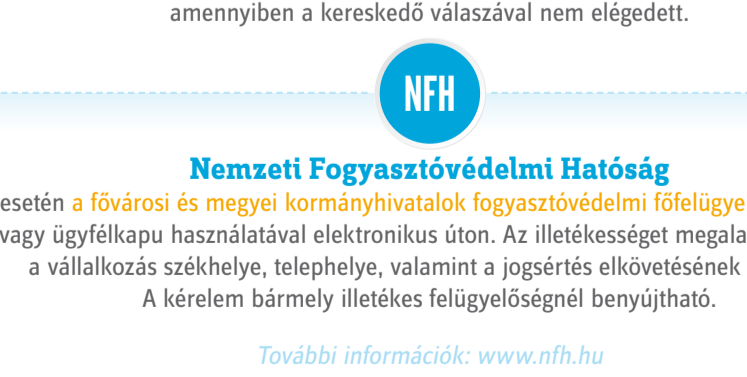 amennyiben a kereskedő válaszával nem elégedett.
NFH
Nemzeti Fogyasztóvédelmi Hatóság
esetén a fővárosi és megyei kormányhivatalok fogyasztóvédelmi főfelügye
vagy ügyfélkapu használatával elektronikus úton. Az illetékességet megala
a vállalkozás székhelye, telephelye, valamint a jogsértés elkövetésének
A kérelem bármely illetékes felügyelőségnél benyújtható.
További információk: www.nfh.hu